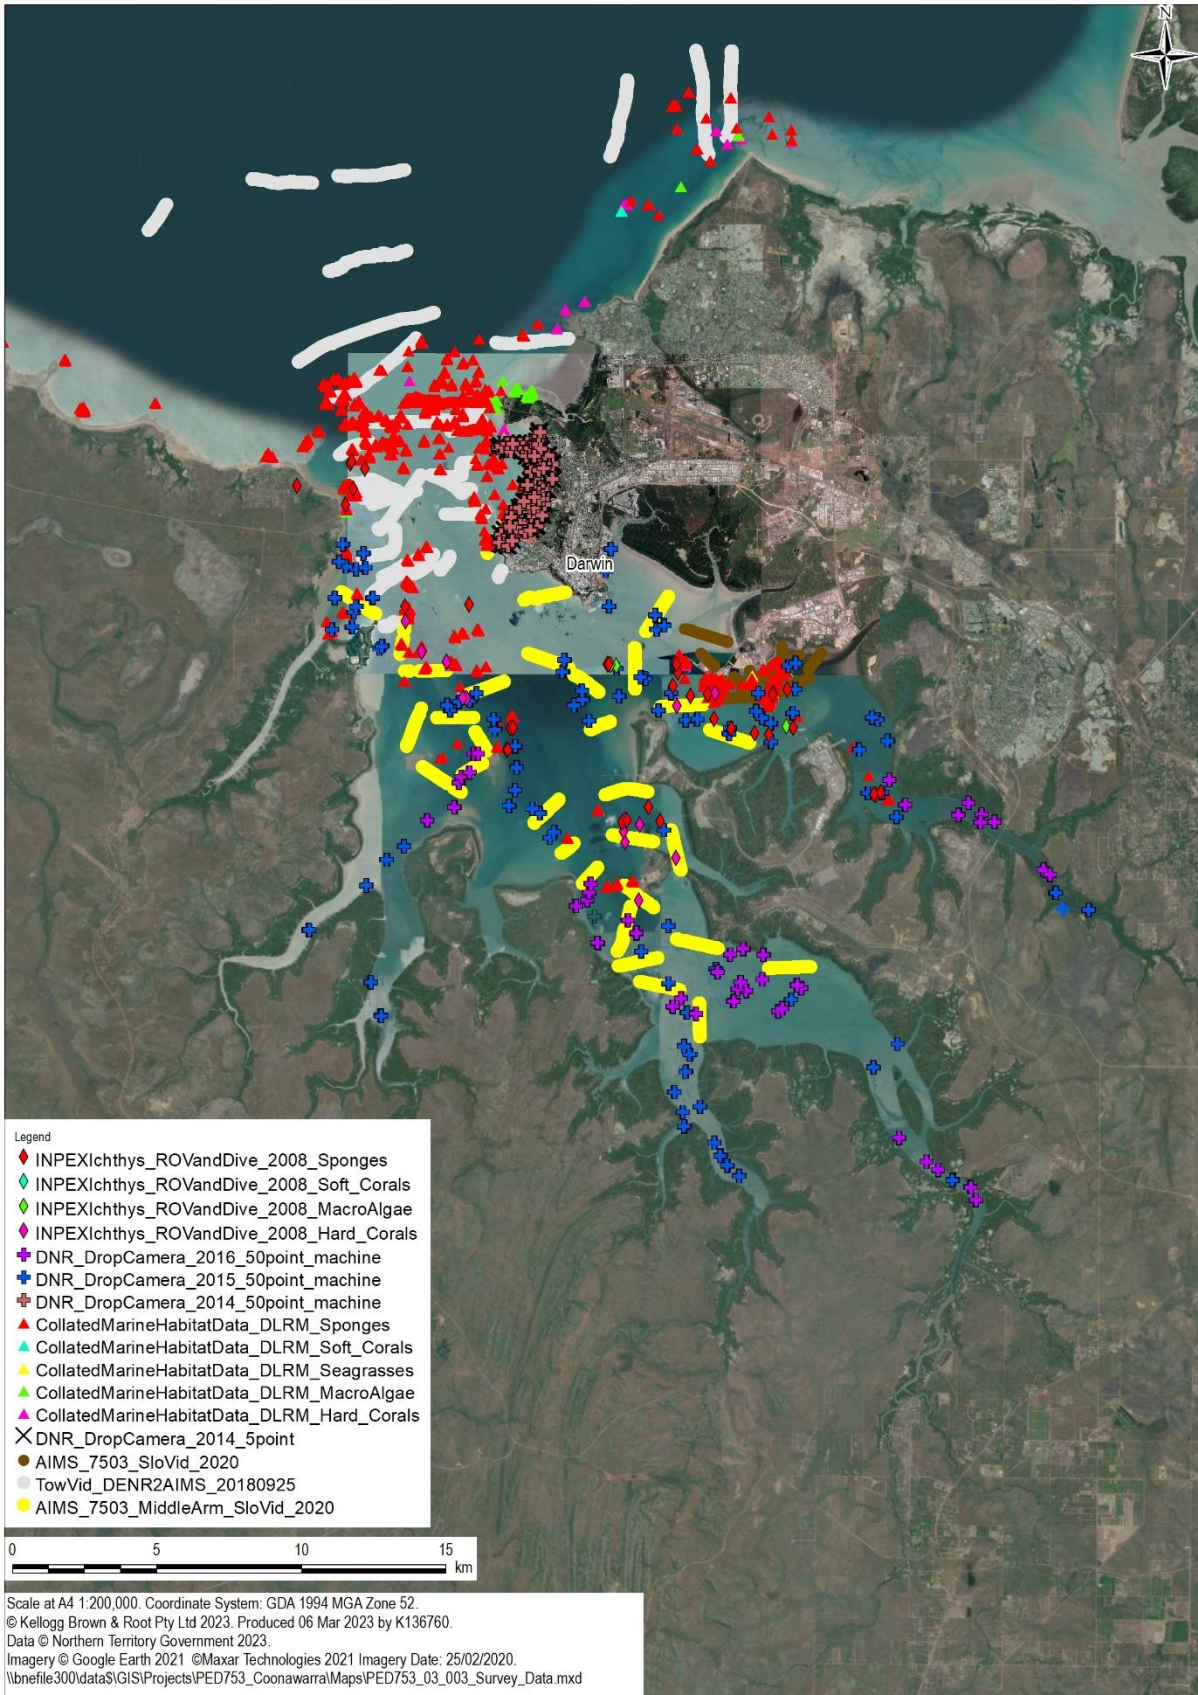 N
Darwin
Legend
INPEXIchthys_ROVandDive_2008_Sponges
INPEXIchthys_ROVandDive_2008_Soft_Corals
INPEXIchthys_ROVandDive_2008_MacroAlgae
INPEXIchthys_ROVandDive_2008_Hard_Corals
DNR_DropCamera_2016_50point_machine
DNR_DropCamera_2015_50point_machine
DNR_DropCamera_2014_50point_machine
CollatedMarineHabitatData_DLRM_Sponges
CollatedMarineHabitatData_DLRM_Soft_Corals
CollatedMarineHabitatData_DLRM_Seagrasses
CollatedMarineHabitatData_DLRM_MacroAlgae
CollatedMarineHabitatData_DLRM_Hard_Corals
DNR_DropCamera_2014_5point
AIMS_7503_SloVid_2020
TowVid_DENR2AIMS_20180925
AIMS_7503_MiddleArm_SloVid_2020
0 5 10 15
km
Scale at A4 1:200,000. Coordinate System: GDA 1994 MGA Zone 52.
© Kellogg Brown & Root Pty Ltd 2023. Produced 06 Mar 2023 by K136760.
Data © Northern Territory Government 2023.
Imagery © Google Earth 2021 ©Maxar Technologies 2021 Imagery Date: 25/02/2020.
\\bnefile300\data$\GIS\Projects\PED753_Coonawarra\Maps\PED753_03_003_Survey_Data.mxd